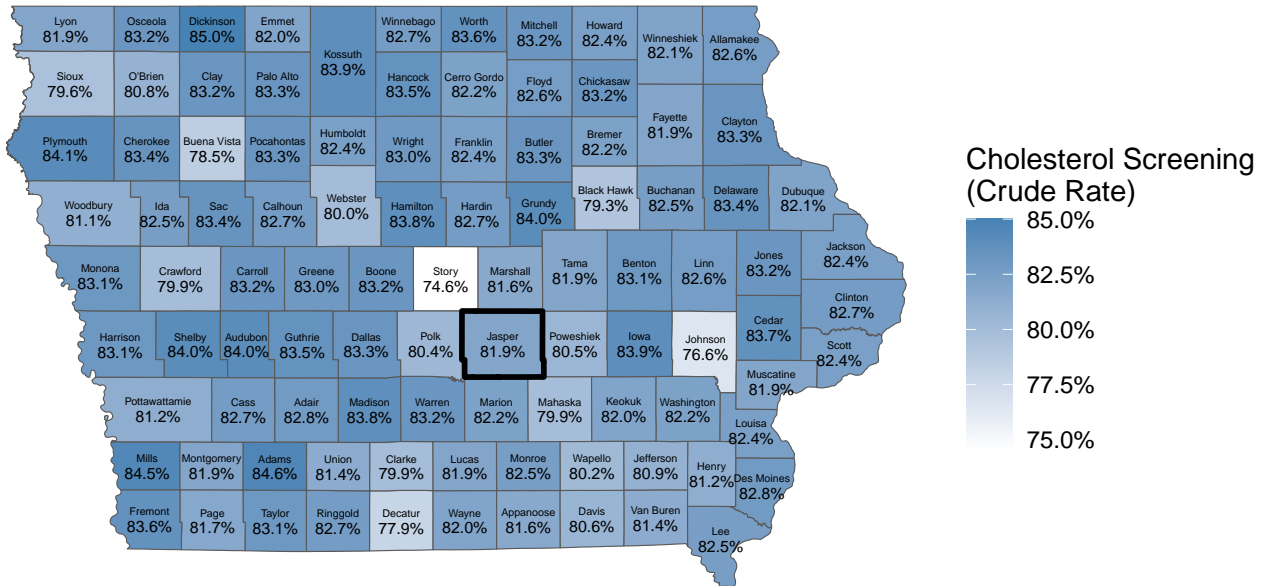 Lyon
81.9%
Osceola
83.2%
Dickinson
85.0%
Emmet
82.0%
Kossuth
83.9%
Winnebago
82.7%
Worth
83.6%
Mitchell
83.2%
Howard
82.4%
Winneshiek
82.1%
Allamakee
82.6%
Sioux
79.6%
O'Brien
80.8%
Clay
83.2%
Palo Alto
83.3%
Hancock
83.5%
Cerro Gordo
82.2%
Floyd
82.6%
Chickasaw
83.2%
Fayette
81.9%
Clayton
83.3%
Plymouth
84.1%
Cherokee
83.4%
Buena Vista
78.5%
Pocahontas
83.3%
Humboldt
82.4%
Wright
83.0%
Franklin
82.4%
Butler
83.3%
Bremer
82.2%
Woodbury
81.1%
Ida
82.5%
Sac
83.4%
Calhoun
82.7%
Webster
80.0%
Hamilton
83.8%
Hardin
82.7%
Grundy
84.0%
Black Hawk
79.3%
Buchanan
82.5%
Delaware
83.4%
Dubuque
82.1%
Monona
83.1%
Crawford
79.9%
Carroll
83.2%
Greene
83.0%
Boone
83.2%
Story
74.6%
Marshall
81.6%
Tama
81.9%
Benton
83.1%
Linn
82.6%
Jones
83.2%
Jackson
82.4%
Clinton
82.7%
Harrison
83.1%
Shelby
84.0%
Audubon
84.0%
Guthrie
83.5%
Dallas
83.3%
Polk
80.4%
Jasper
81.9%
Poweshiek
80.5%
Iowa
83.9%
Johnson
76.6%
Cedar
83.7%
Scott
82.4%
Muscatine
81.9%
Pottawattamie
81.2%
Cass
82.7%
Adair
82.8%
Madison
83.8%
Warren
83.2%
Marion
82.2%
Mahaska
79.9%
Keokuk
82.0%
Washington
82.2%
Louisa
82.4%
Mills
84.5%
Montgomery
81.9%
Adams
84.6%
Union
81.4%
Clarke
79.9%
Lucas
81.9%
Monroe
82.5%
Wapello
80.2%
Jefferson
80.9%
Henry
81.2%
Des Moines
82.8%
Fremont
83.6%
Page
81.7%
Taylor
83.1%
Ringgold
82.7%
Decatur
77.9%
Wayne
82.0%
Appanoose
81.6%
Davis
80.6%
Van Buren
81.4%
Lee
82.5%
Cholesterol Screening
(Crude Rate)
85.0%
82.5%
80.0%
77.5%
75.0%